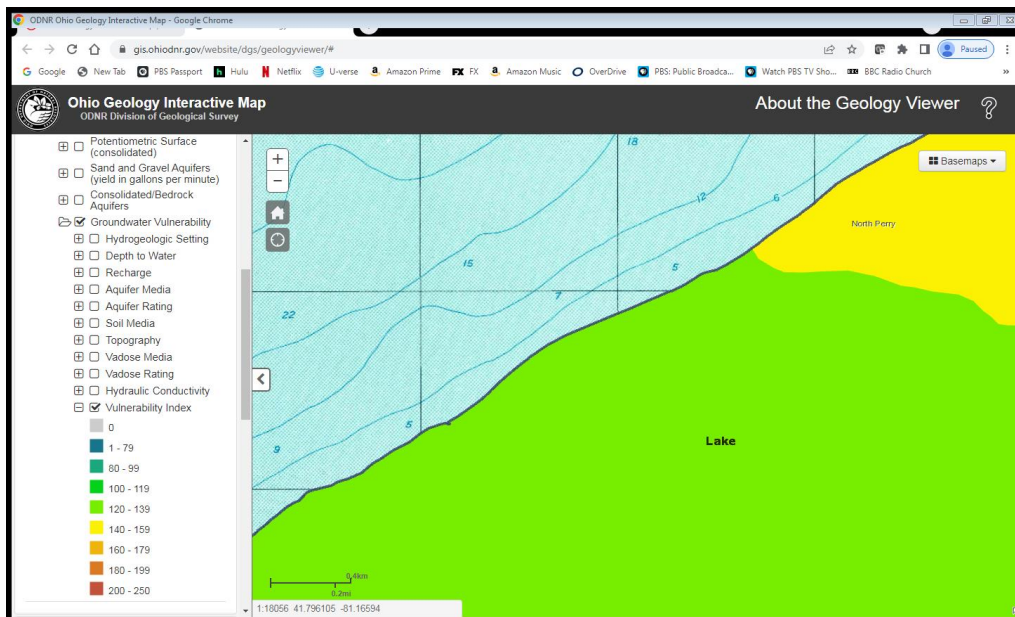 ODNR Ohio Geology Interactive Map - Google Chrome
gis.ohiodnr.gov/website/dgs/geologyviewer/#
Paused
Google
New Tab
PBS Passport
Hulu
Netflix
U-verse
Amazon Prime
FX FX
Amazon Music
OverDrive
PBS: Public Broadca...
Watch PBS TV Sho...
BBC BBC Radio Church
»
Ohio Geology Interactive Map
ODNR Division of Geological Survey
About the Geology Viewer
?
Potentiometric Surface
(consolidated)
Sand and Gravel Aquifers
(yield in gallons per minute)
Consolidated/Bedrock
Aquifers
Groundwater Vulnerability
Hydrogeologic Setting
Depth to Water
Recharge
Aquifer Media
Aquifer Rating
Soil Media
Topography
Vadose Media
Vadose Rating
Hydraulic Conductivity
Vulnerability Index
0
1 - 79
80 - 99
100 - 119
120 - 139
140 - 159
160 - 179
180 - 199
200 - 250
+
−
Basemaps
18
12
6
North Perry
15
5
7
22
5
9
Lake
0.4km
0.2mi
1:18056 41.796105 -81.16594